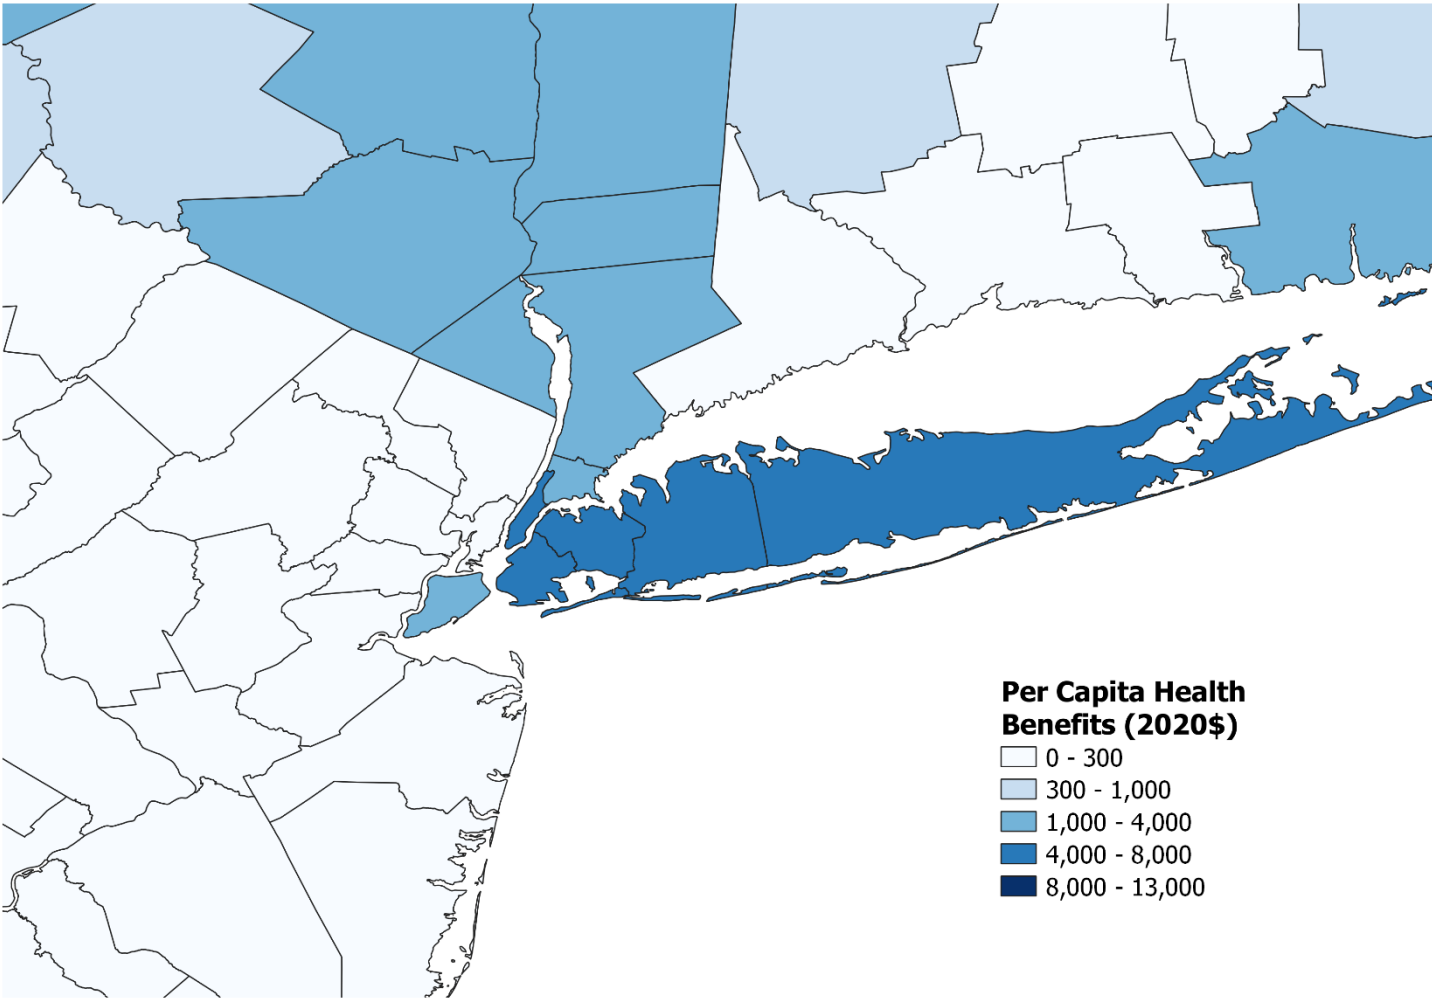 Per Capita Health
Benefits (2020$)
0 - 300
300 - 1,000
1,000 - 4,000
4,000 - 8,000
8,000 - 13,000